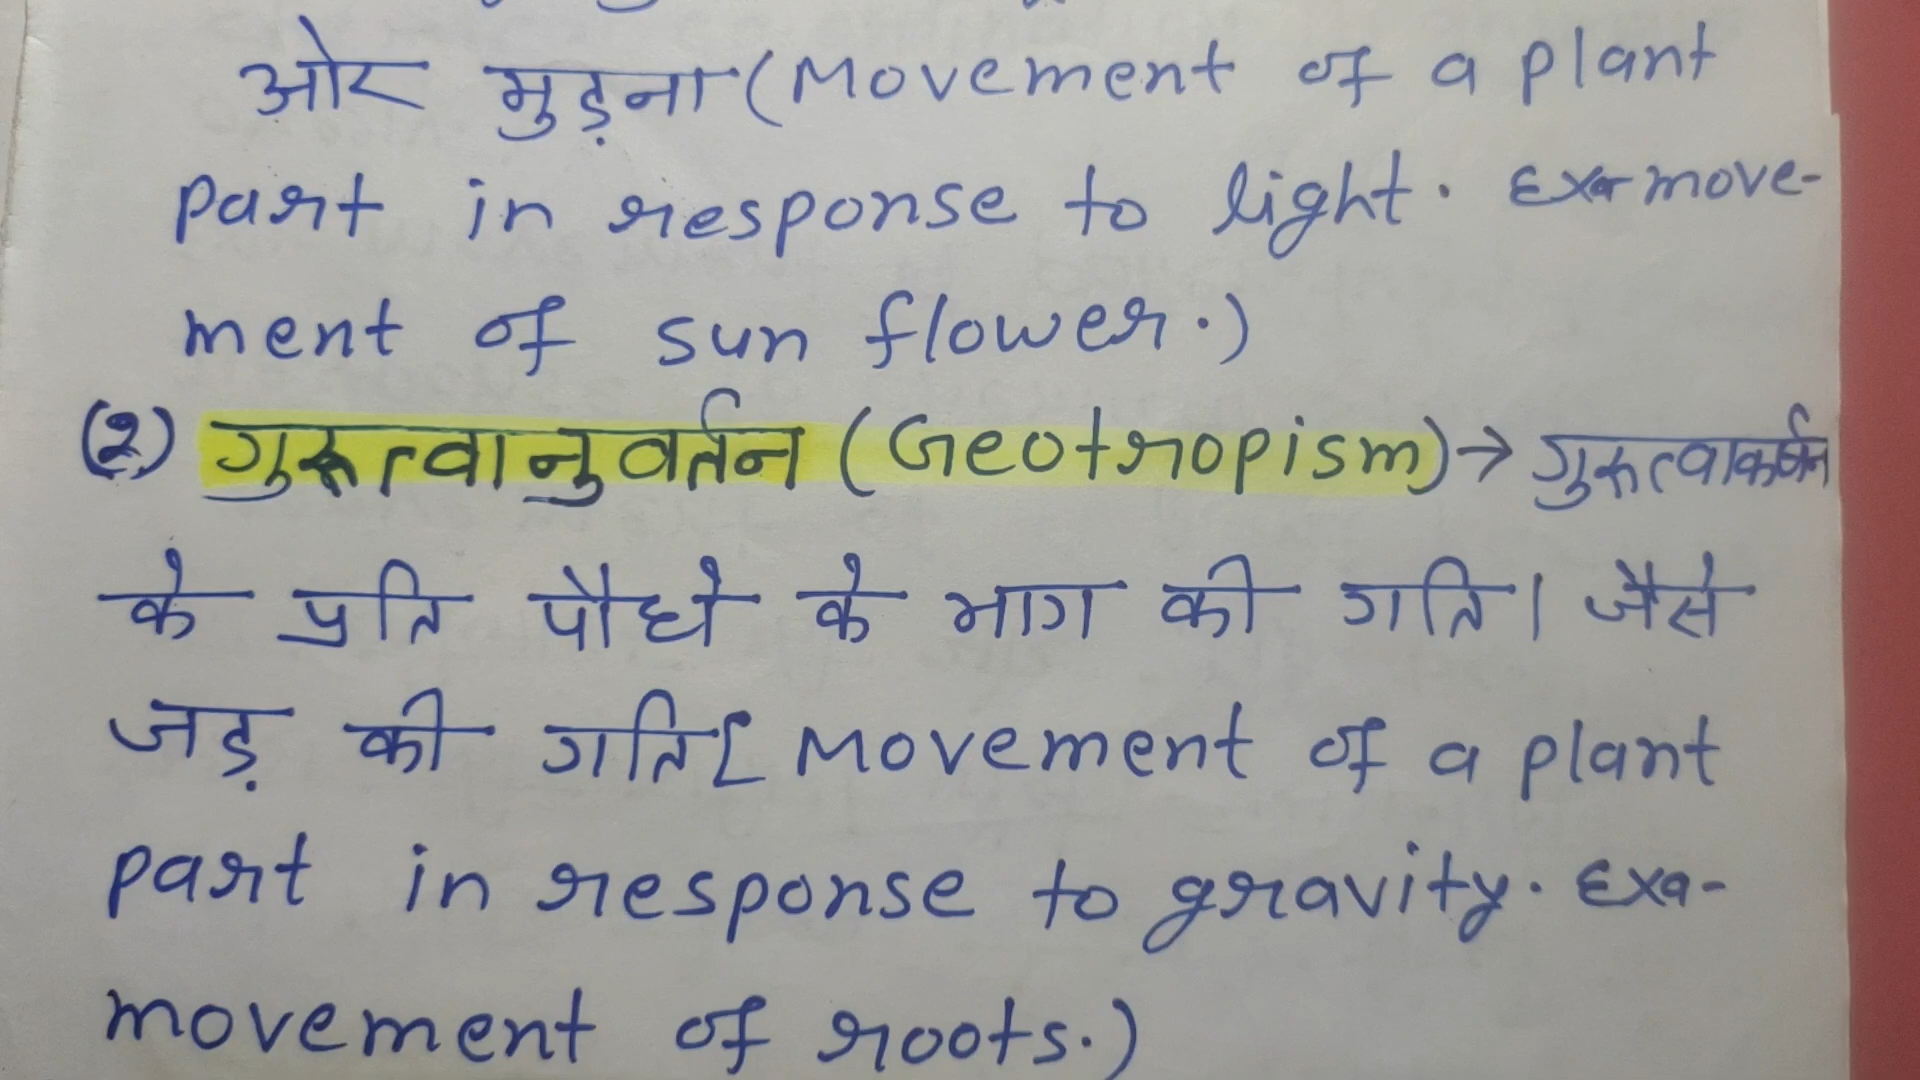 ओर मुड़ना (Movement of a plant
part in response to light. Exa-move-
ment of sun flower.)
(2) गुरूत्वानुवर्तन (Geotropism)→ गुरूत्वाकर्षन
के प्रति पौधे के भाग की गति। जैसे
जड़ की गति[ Movement of a plant
part in response to gravity. Exa-
movement of roots.)